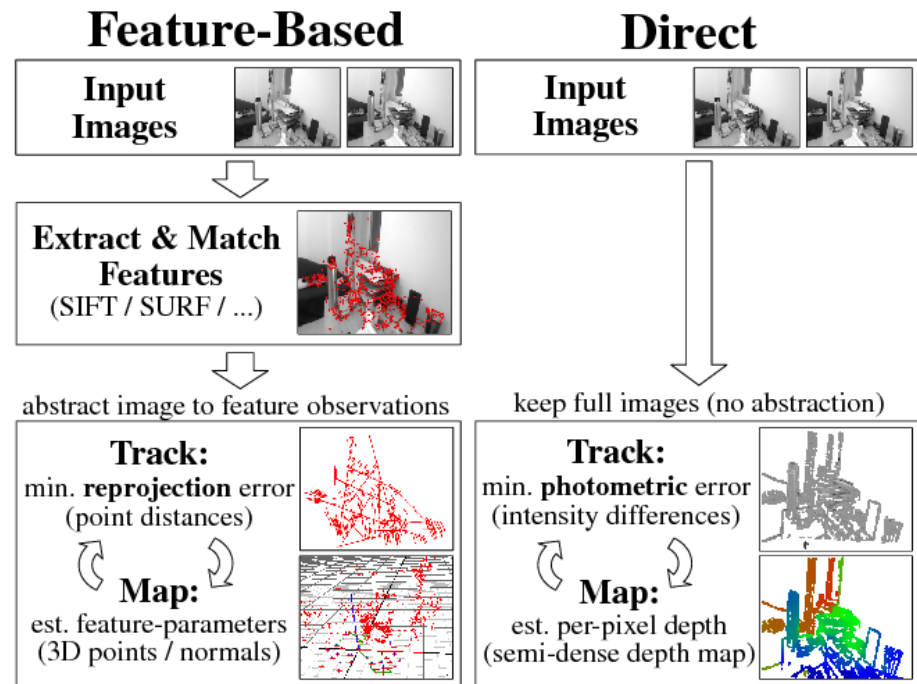 Feature-Based
Input
Images
Extract & Match
Features
(SIFT / SURF / ...)
abstract image to feature observations
Track:
min. reprojection error
(point distances)
Map:
est. feature-parameters
(3D points / normals)
Direct
Input
Images
keep full images (no abstraction)
Track:
min. photometric error
(intensity differences)
Map:
est. per-pixel depth
(semi-dense depth map)